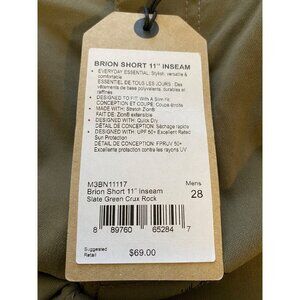 BRION SHORT 11" INSEAM
• EVERYDAY ESSENTIAL: Stylish, versatile &
comfortable
ESSENTIEL DE TOUS LES JOURS : Des
vêtements de base polyvalents, durables et
raffinés
• DESIGNED TO FIT: With A Slim Fit
CONCEPTION ET COUPE: Coupe étroite
• MADE WITH: Stretch Zion®
FAIT DE: Zion® extensible
• DESIGNED WITH: Quick Dry
DÉTAIL DE CONCEPTION: Séchage rapide
• DESIGNED WITH: UPF 50+ Excellent Rated
Sun Protection
DÉTAIL DE CONCEPTION: FPRUV 50+
Excellente protection contre les rayons UV
M3BN11117
Brion Short 11" Inseam
Slate Green Crux Rock
Mens
28
8 89760 65284 7
Suggested
Retail
$69.00